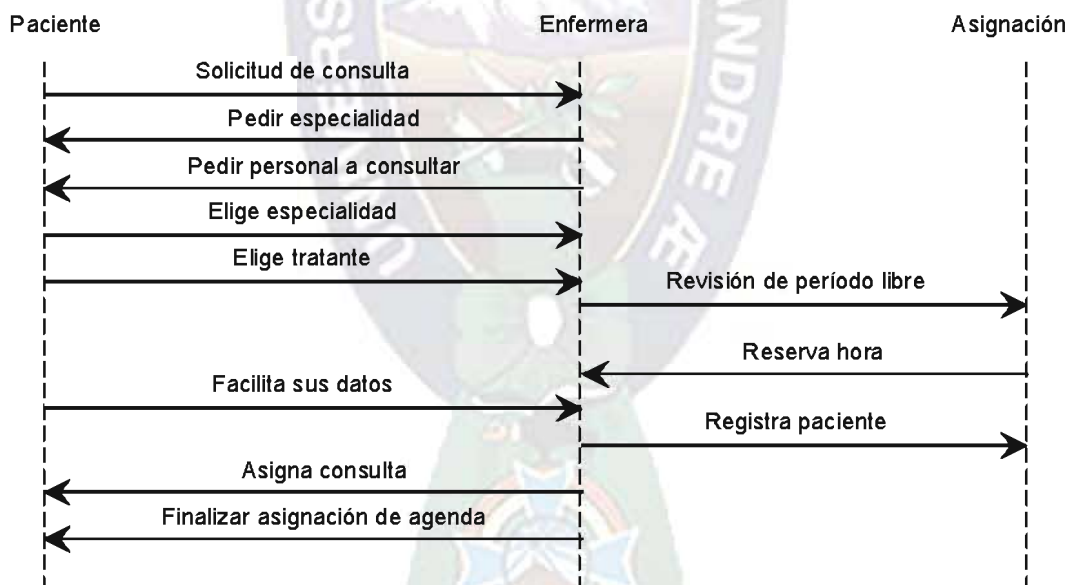 Paciente
Enfermera
Asignación
Solicitud de consulta
Pedir especialidad
Pedir personal a consultar
Elige especialidad
Elige tratante
Revisión de período libre
Reserva hora
Facilita sus datos
Registra paciente
Asigna consulta
Finalizar asignación de agenda